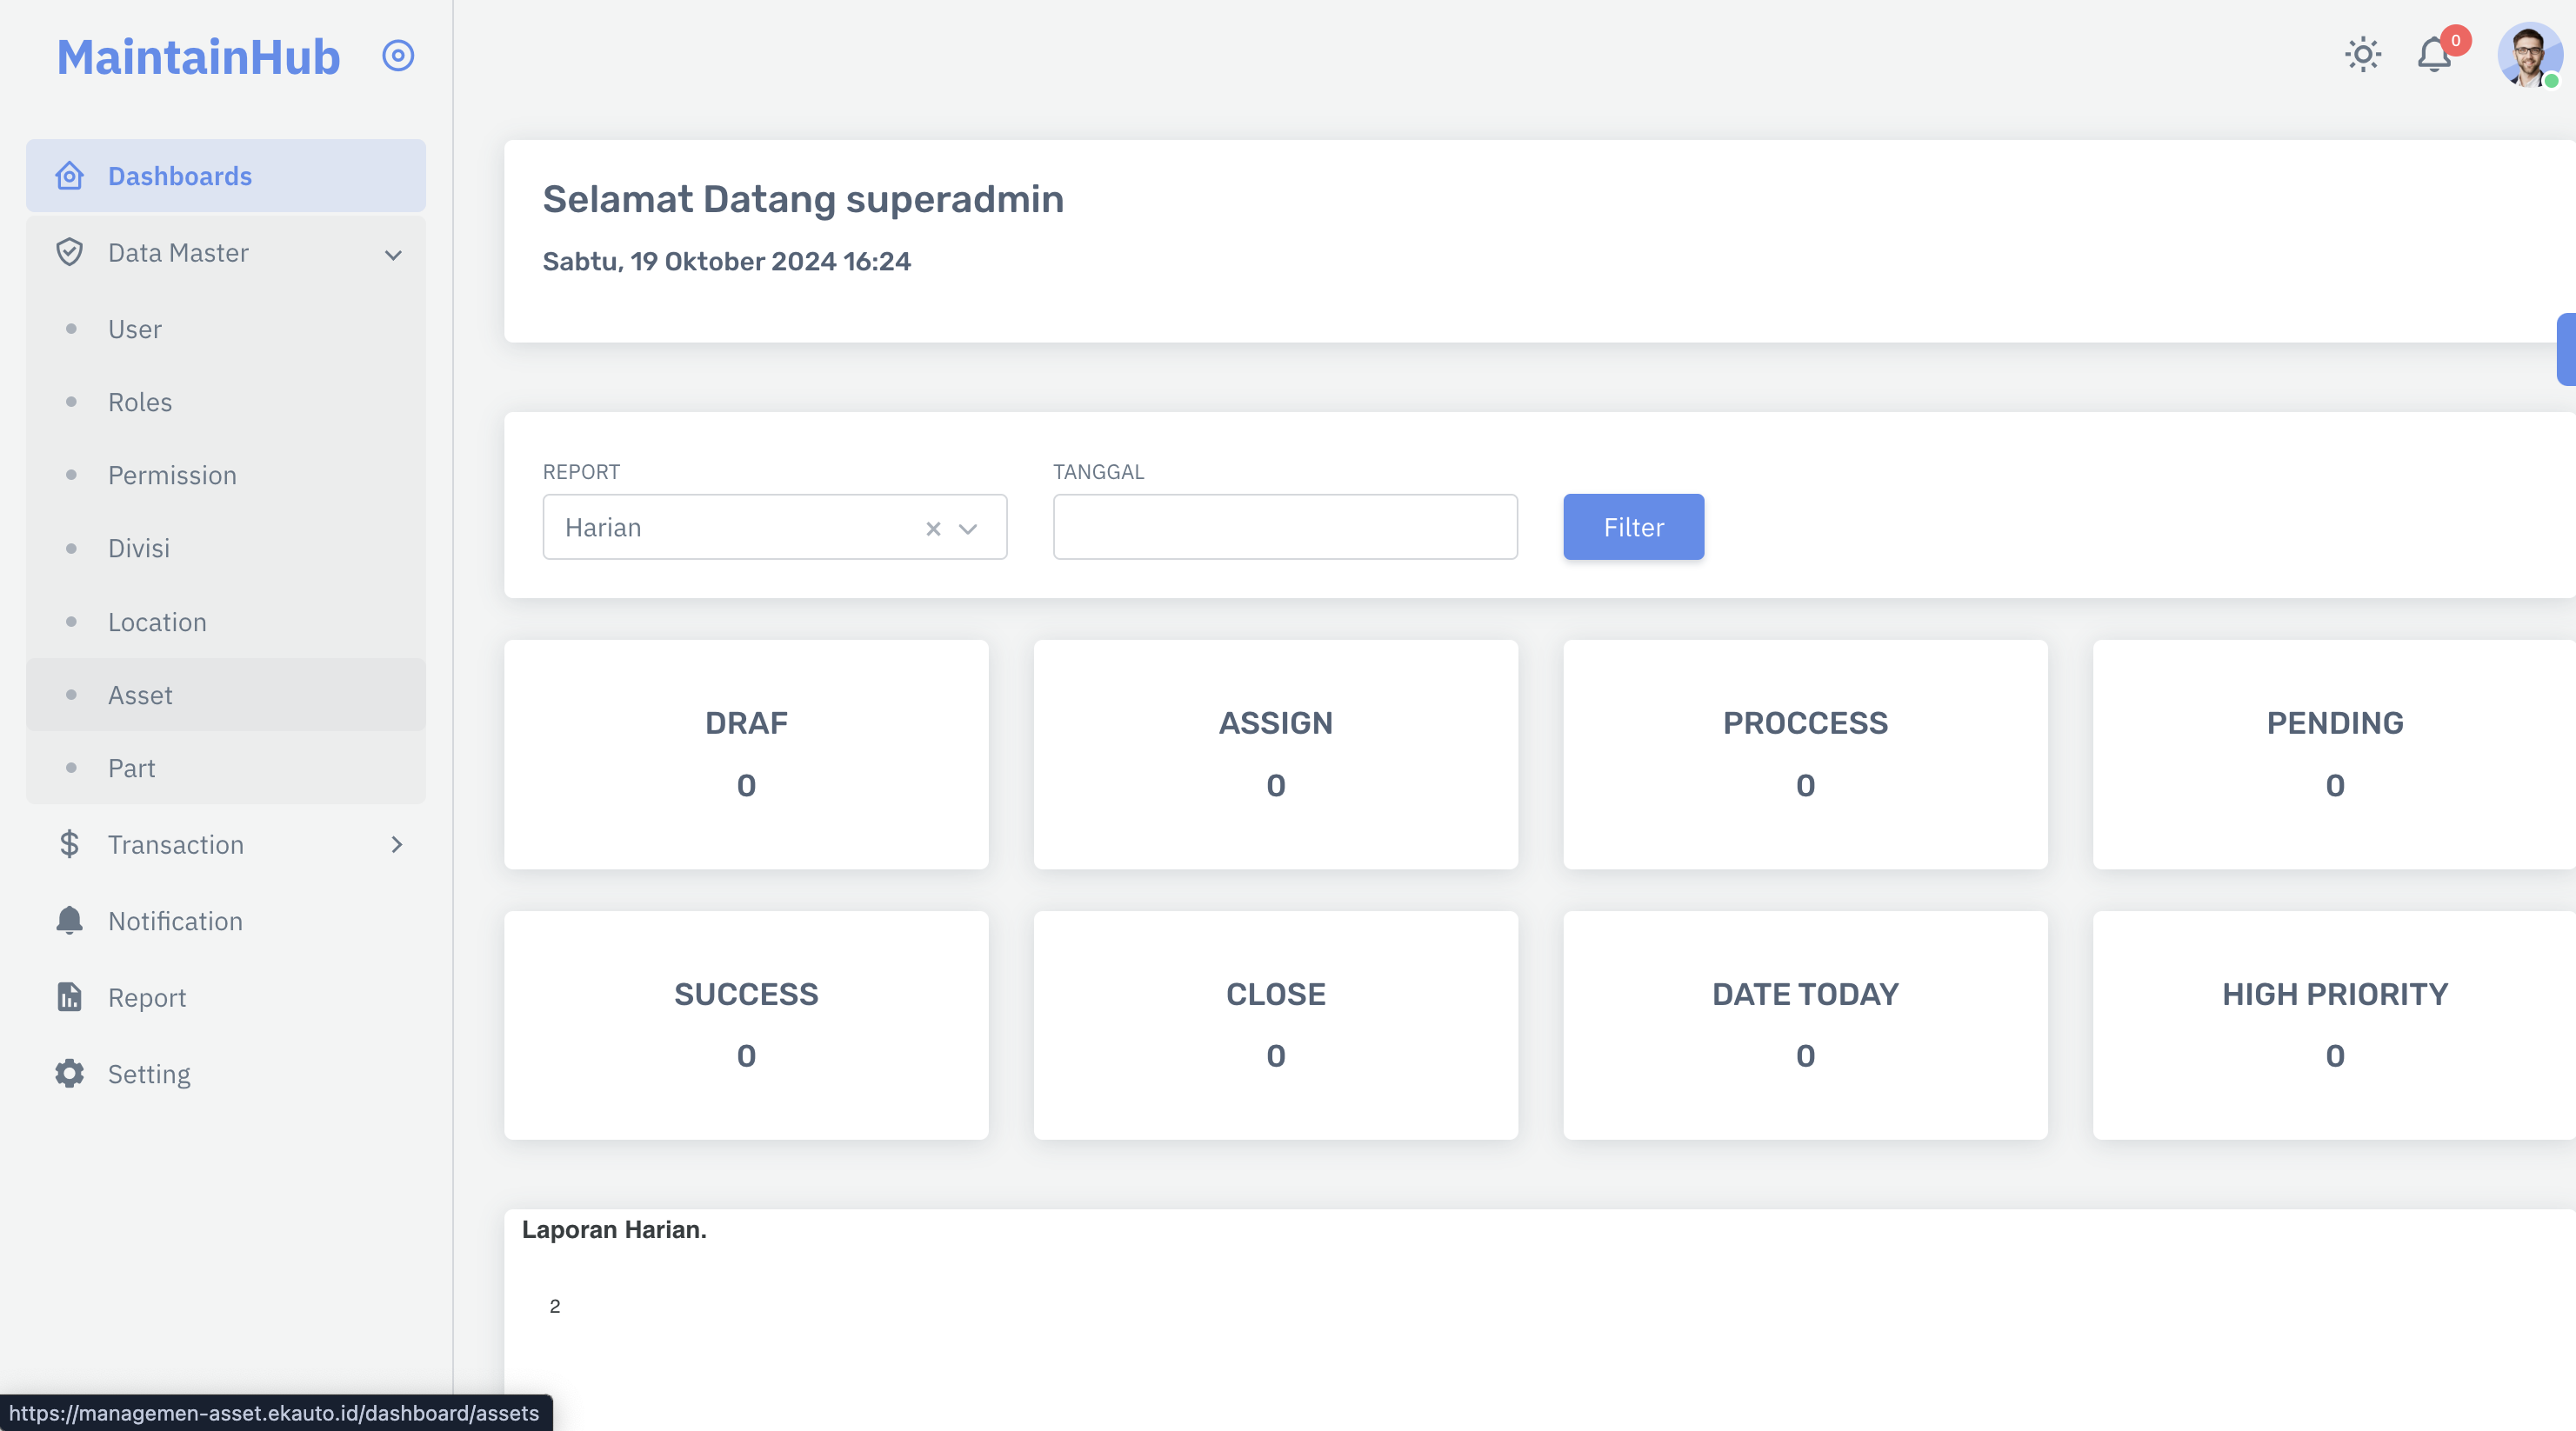 MaintainHub
0
Dashboards
Data Master
User
Roles
Permission
Divisi
Location
Asset
Part
Transaction
Notification
Report
Setting
Selamat Datang superadmin
Sabtu, 19 Oktober 2024 16:24
REPORT
TANGGAL
Harian
Filter
DRAF
0
ASSIGN
0
PROCCESS
0
PENDING
0
SUCCESS
0
CLOSE
0
DATE TODAY
0
HIGH PRIORITY
0
Laporan Harian.
2
https://managemen-asset.ekauto.id/dashboard/assets